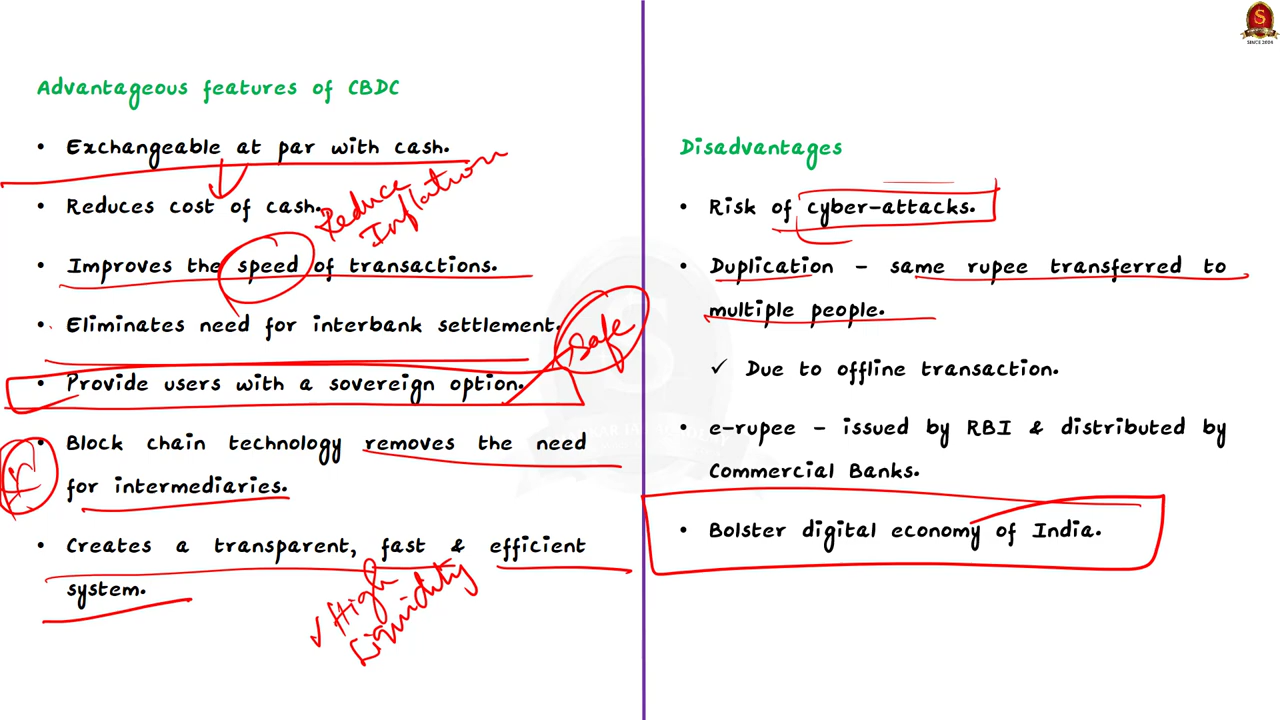 Advantageous features of CBDC
• Exchangeable at par with cash.
• Reduces cost of cash.
Reduce
Inflation
• Improves the speed of transactions.
• Eliminates need for interbank settlement.
Safe
• Provide users with a sovereign option.
• Block chain technology removes the need
for intermediaries.
• Creates a transparent, fast & efficient
system.
✓ High
Liquidity
S
SINCE 2004
Disadvantages
• Risk of cyber-attacks.
• Duplication – same rupee transferred to
multiple people.
✓ Due to offline transaction.
• e-rupee – issued by RBI & distributed by
Commercial Banks.
• Bolster digital economy of India.